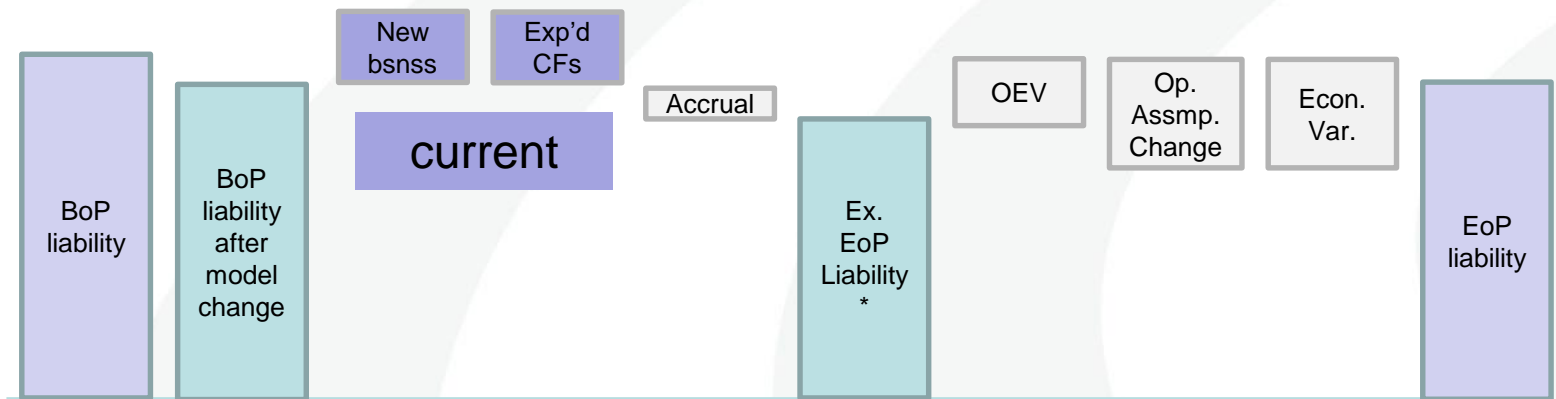 BoP
liability
BoP
liability
after
model
change
New
bsnss
Exp’d
CFs
current
Accrual
Ex.
EoP
Liability
*
OEV
Op.
Assmp.
Change
Econ.
Var.
EoP
liability